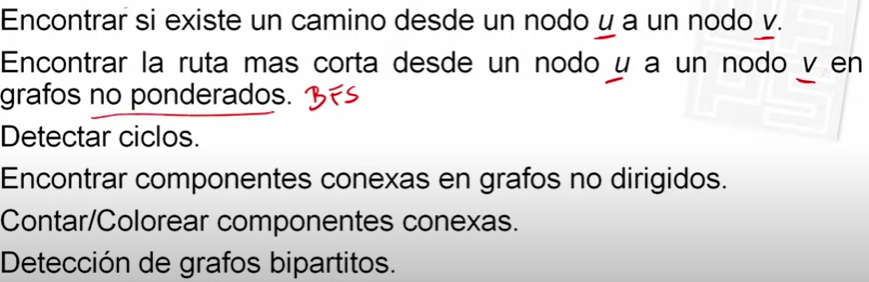 Encontrar si existe un camino desde un nodo u a un nodo v.
Encontrar la ruta mas corta desde un nodo u a un nodo v en
grafos no ponderados. BFS
Detectar ciclos.
Encontrar componentes conexas en grafos no dirigidos.
Contar/Colorear componentes conexas.
Detección de grafos bipartitos.